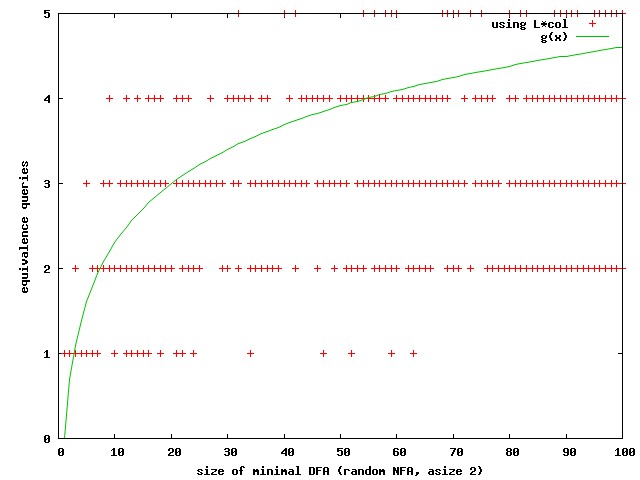 5
using L*col
g(x)
4
3
equivalence queries
2
1
0
0 10 20 30 40 50 60 70 80 90 100
size of minimal DFA (random NFA, asize 2)